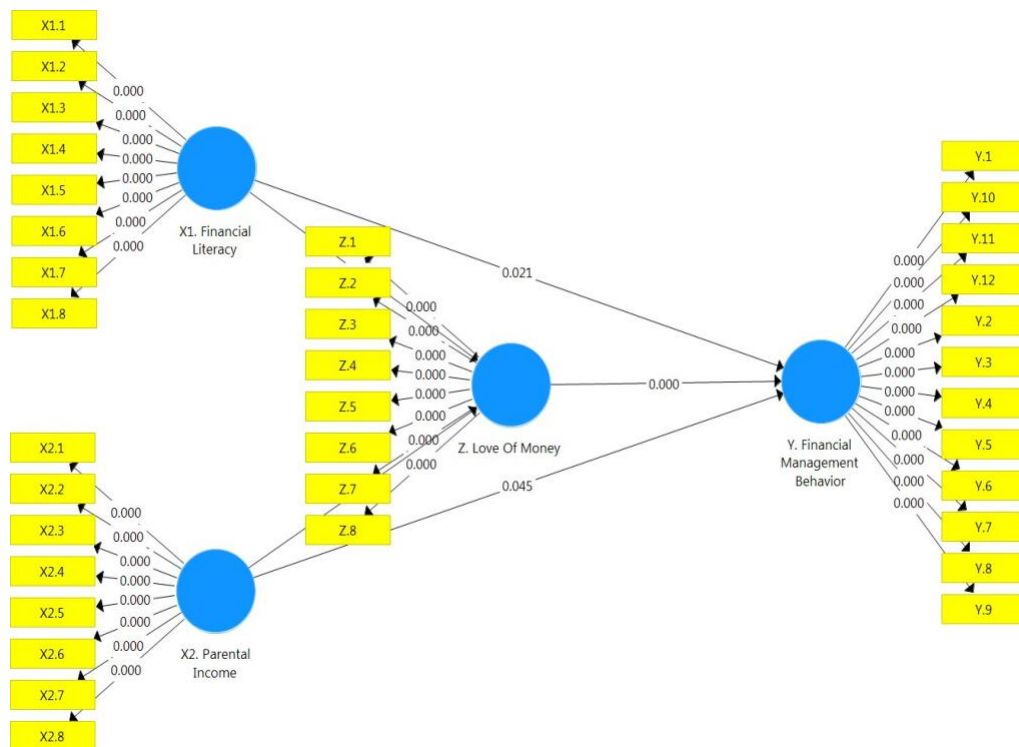 X1.1
X1.2
X1.3
X1.4
X1.5
X1.6
X1.7
X1.8
0.000
0.000
0.000
0.000
0.000
0.000
0.000
0.000
X1. Financial
Literacy
X2.1
X2.2
X2.3
X2.4
X2.5
X2.6
X2.7
X2.8
0.000
0.000
0.000
0.000
0.000
0.000
0.000
0.000
X2. Parental
Income
Z.1
Z.2
Z.3
Z.4
Z.5
Z.6
Z.7
Z.8
0.000
0.000
0.000
0.000
0.000
0.000
0.000
0.000
Z. Love Of Money
0.021
0.000
0.045
Y. Financial
Management
Behavior
0.000
0.000
0.000
0.000
0.000
0.000
0.000
0.000
0.000
0.000
0.000
0.000
Y.1
Y.10
Y.11
Y.12
Y.2
Y.3
Y.4
Y.5
Y.6
Y.7
Y.8
Y.9